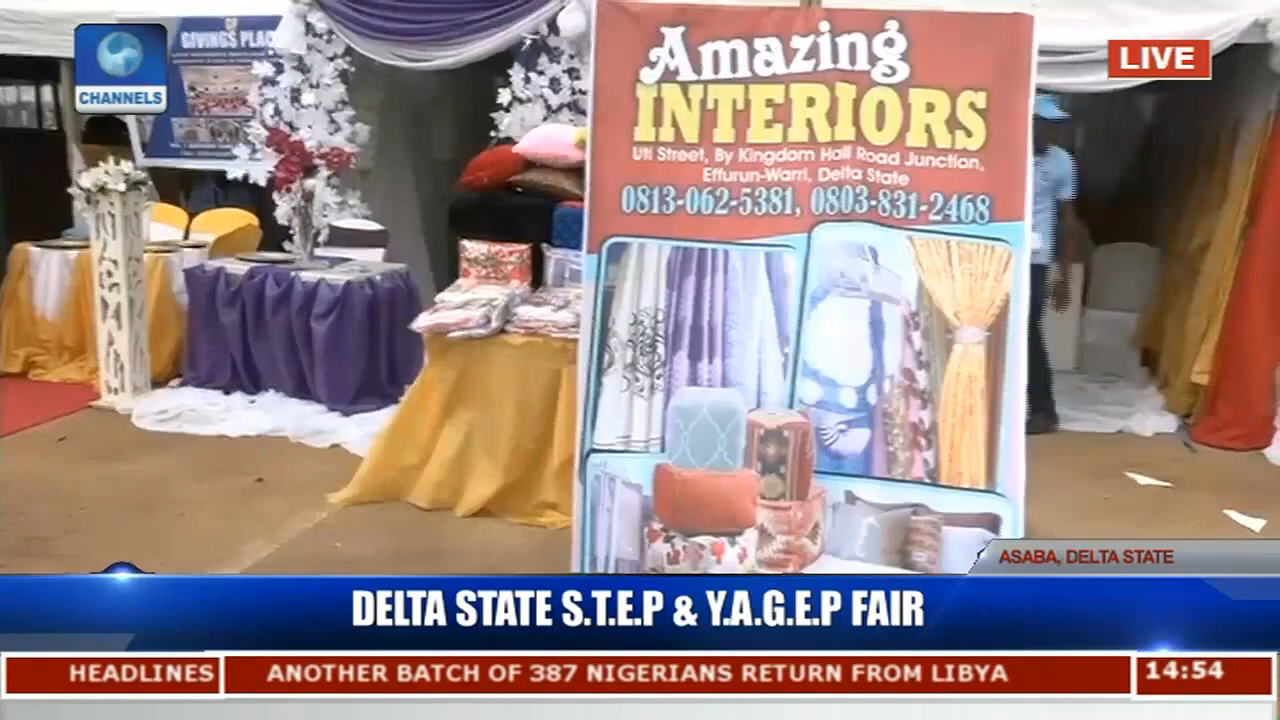 CHANNELS
GIVINGS PLAC
LIVE
Amazing
INTERIORS
Uti Street, By Kingdom Hall Road Junction,
Effurun-Warri, Delta State
0813-062-5381, 0803-831-2468
ASABA, DELTA STATE
DELTA STATE S.T.E.P & Y.A.G.E.P FAIR
HEADLINES
ANOTHER BATCH OF 387 NIGERIANS RETURN FROM LIBYA
14:54